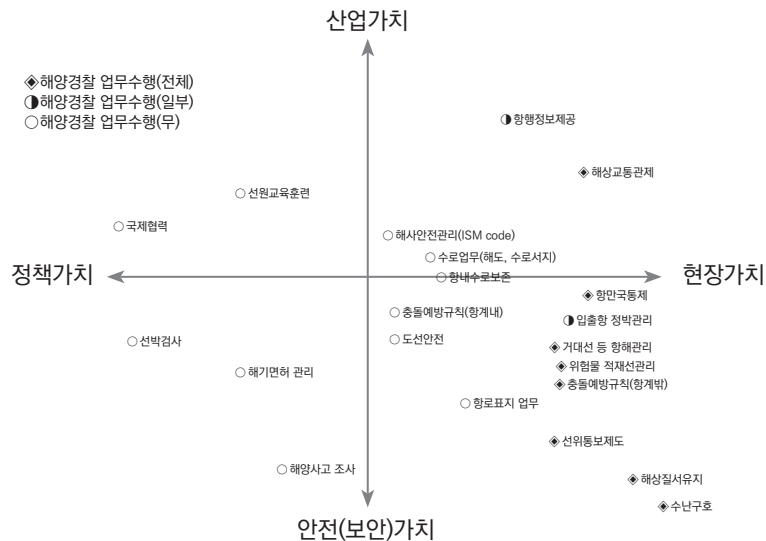 산업가치
◈해양경찰 업무수행(전체)
◑해양경찰 업무수행(일부)
○해양경찰 업무수행(무)
◑ 항행정보제공
◈ 해상교통관제
○ 선원교육훈련
○ 국제협력
○ 해사안전관리(ISM code)
○ 수로업무(해도, 수로서지)
정책가치
○ 항내수로보존
현장가치
◈ 항만국통제
○ 충돌예방규칙(항계내)
◑ 입출항 정박관리
○ 선박검사
○ 도선안전
◈ 거대선 등 항해관리
◈ 위험물 적재선관리
○ 해기면허 관리
◈ 충돌예방규칙(항계밖)
○ 항로표지 업무
◈ 선위통보제도
○ 해양사고 조사
◈ 해상질서유지
◈ 수난구호
안전(보안)가치